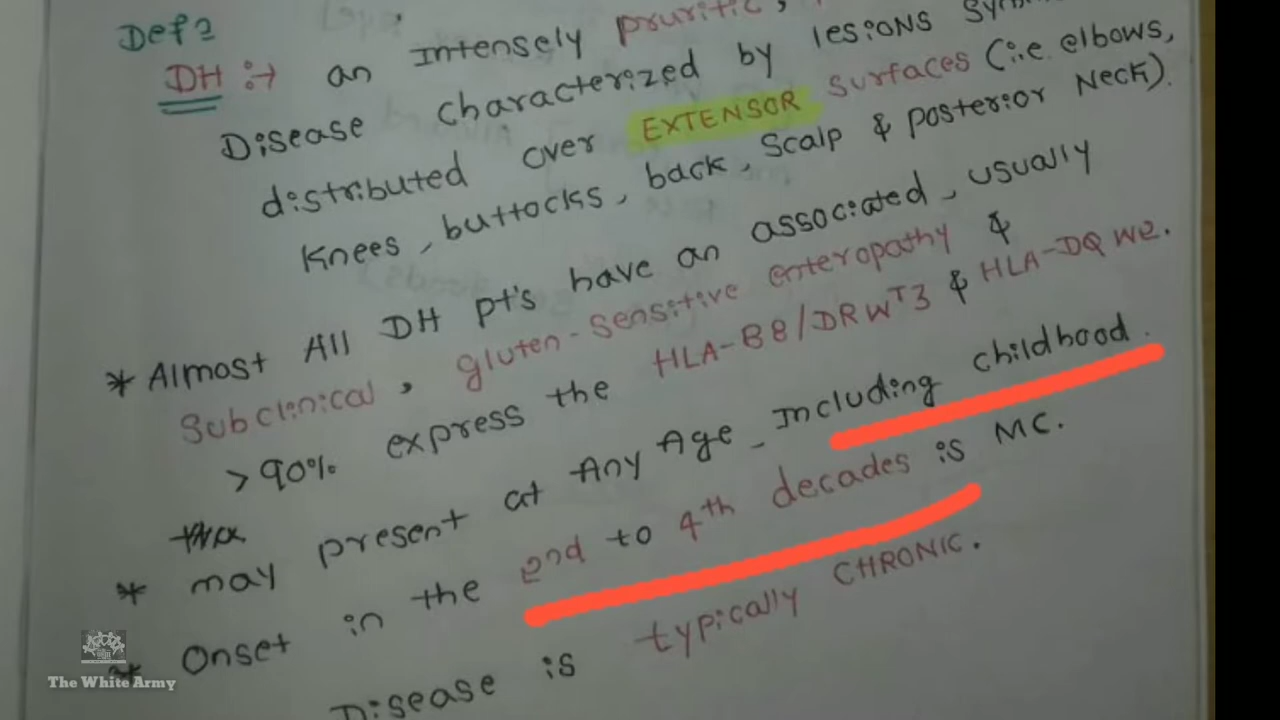 Def?
DH :→ an Intensely pruritic,
Disease characterized by lesions
distributed over EXTENSOR surfaces (i.e. elbows,
Knees, buttocks, back, scalp & posterior Neck).
* Almost All DH pt's have an associated, usually
Subclinical, gluten-sensitive enteropathy &
>90% express the HLA-B8/DRWT3 & HLA-DQ W2.
* may present at Any Age, Including childhood.
* Onset in the 2nd to 4th decades is MC.
Disease is typically CHRONIC.
The White Army